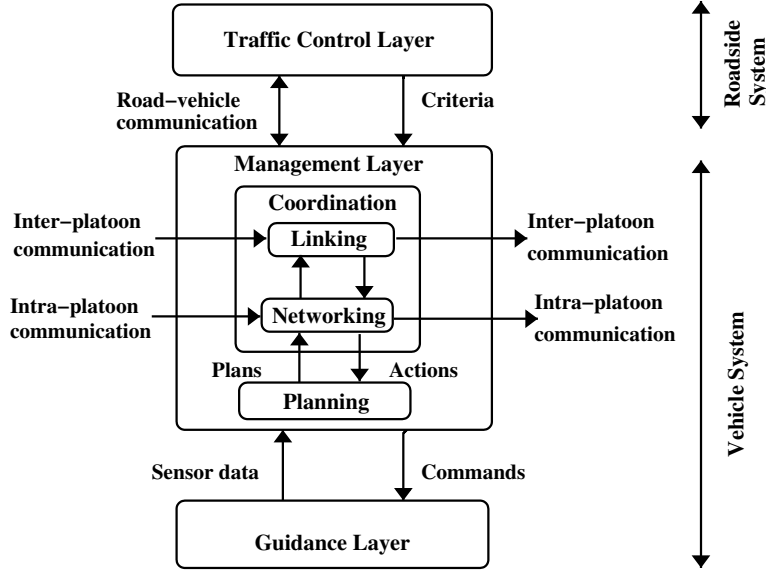 Traffic Control Layer
Road−vehicle
communication
Criteria
Roadside
System
Management Layer
Coordination
Inter−platoon
communication
Linking
Inter−platoon
communication
Intra−platoon
communication
Networking
Intra−platoon
communication
Plans
Actions
Planning
Vehicle System
Sensor data
Commands
Guidance Layer